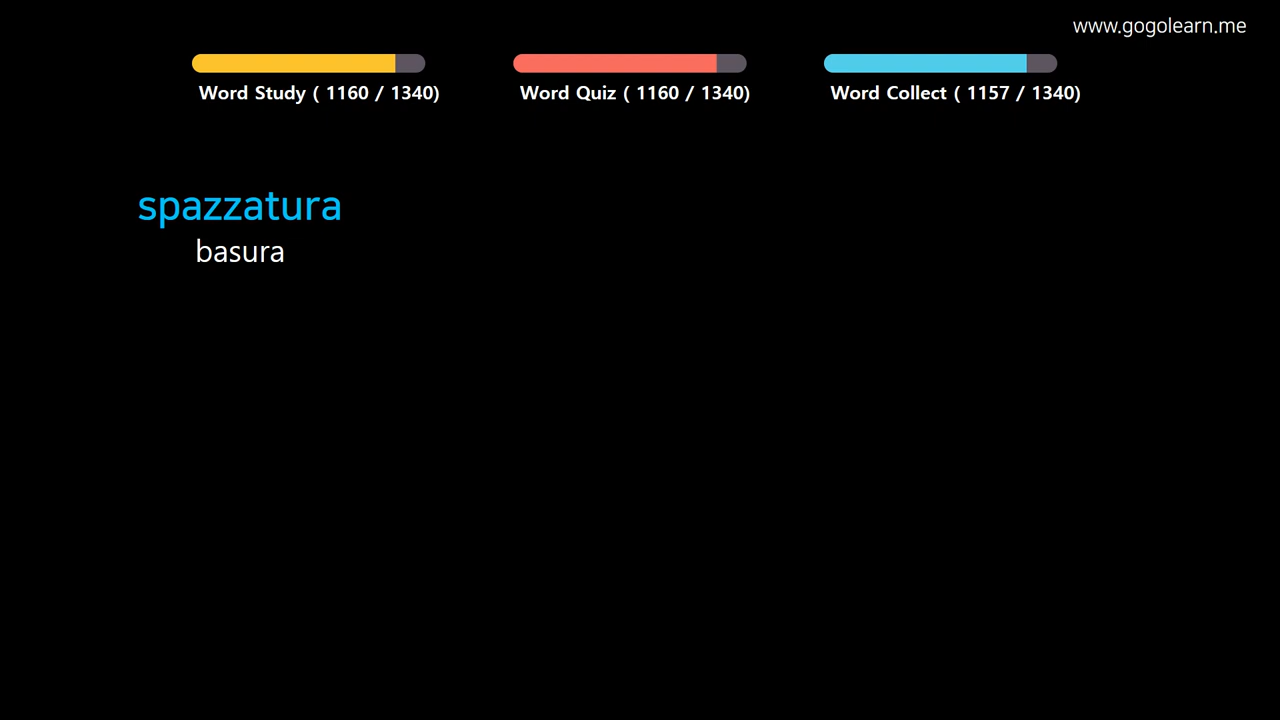 www.gogolearn.me
Word Study ( 1160 / 1340)
Word Quiz ( 1160 / 1340)
Word Collect ( 1157 / 1340)
spazzatura
basura